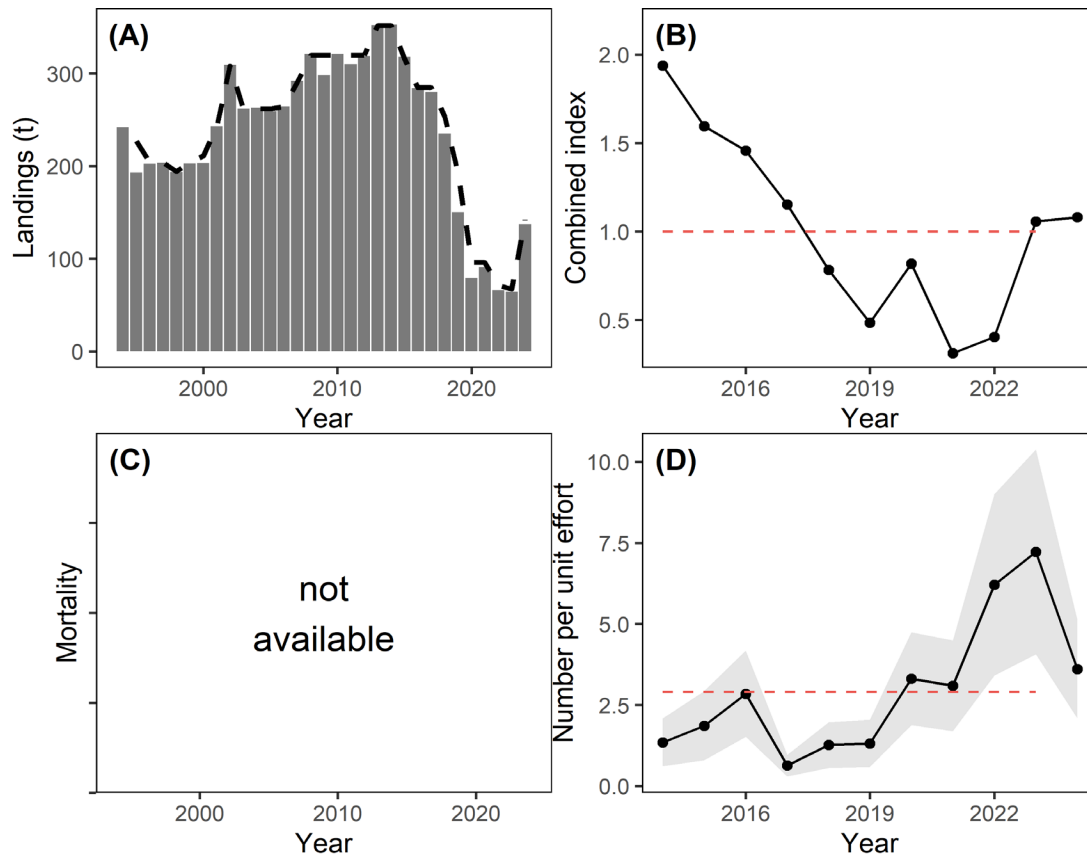 (A)
Landings (t)
300
200
100
0
2000
2010
2020
Year
(B)
Combined index
2.0
1.5
1.0
0.5
2016
2019
2022
Year
(C)
Mortality
not
available
2000
2010
2020
Year
(D)
Number per unit effort
10.0
7.5
5.0
2.5
0.0
2016
2019
2022
Year